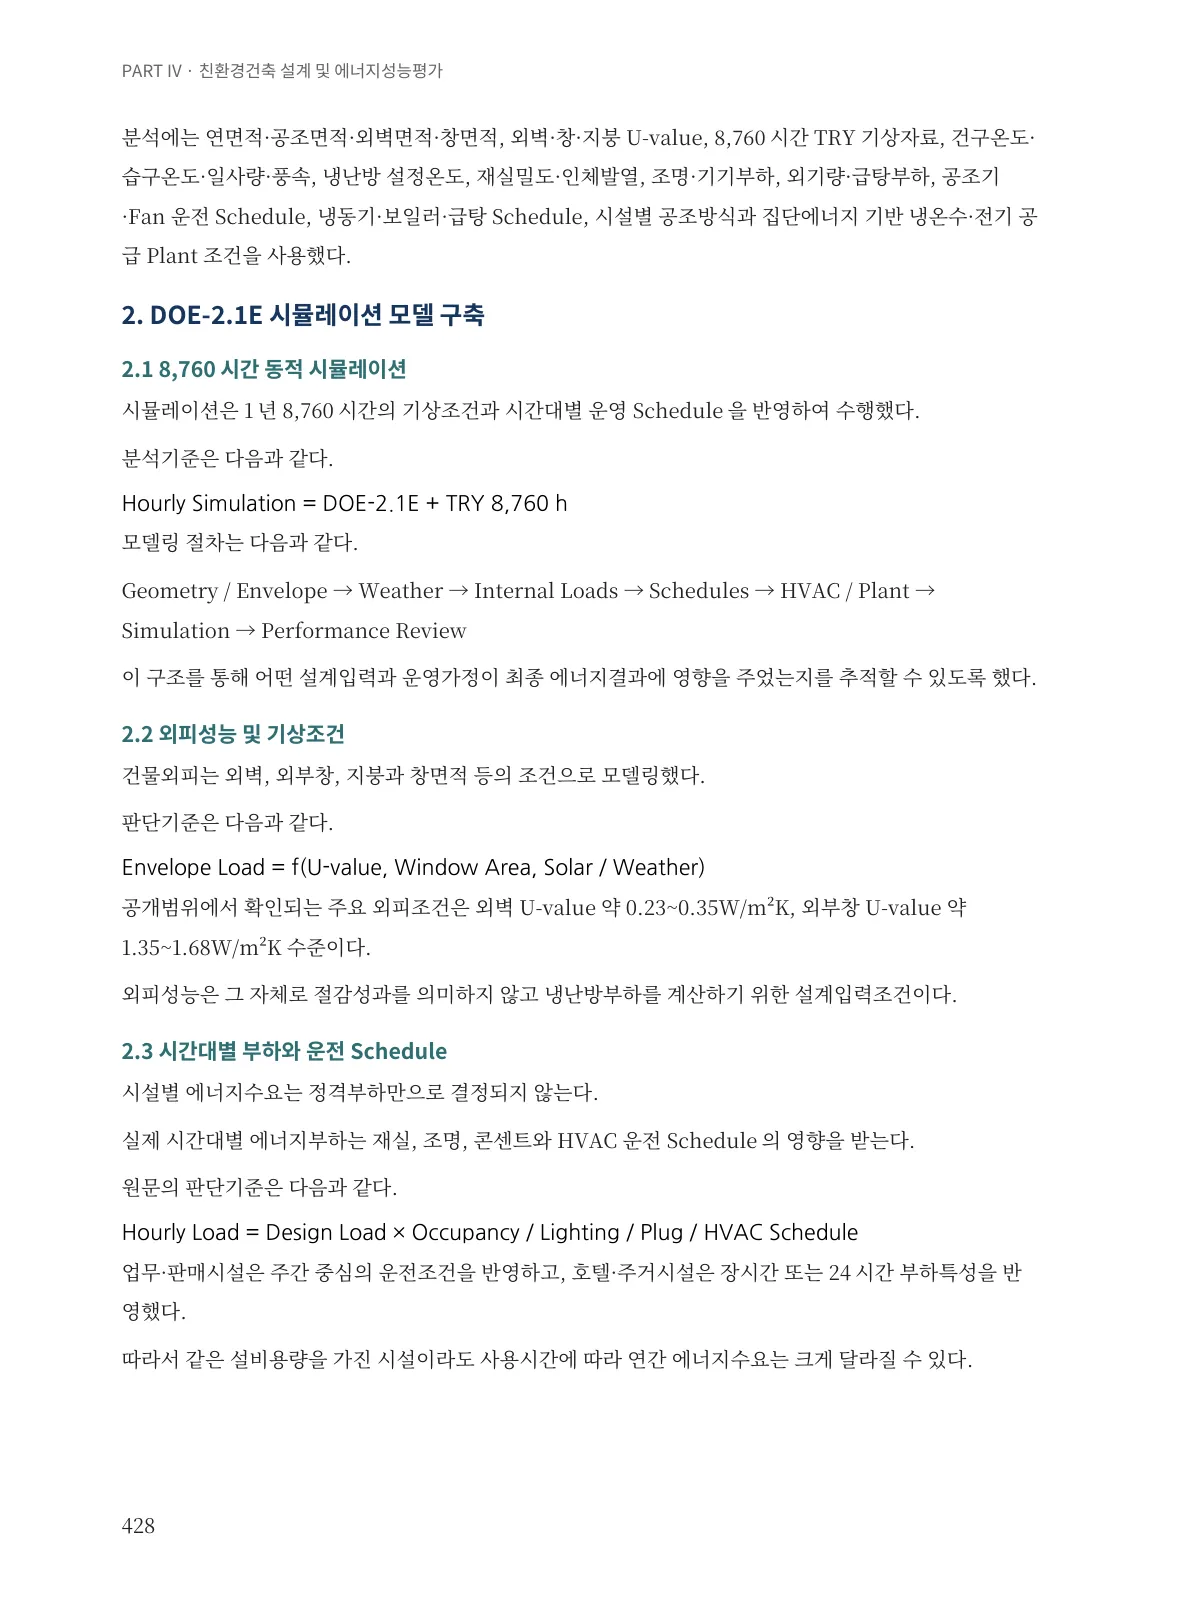 PART IV · 친환경건축 설계 및 에너지성능평가
분석에는 연면적·공조면적·외벽면적·창면적, 외벽·창·지붕 U-value, 8,760 시간 TRY 기상자료, 건구온도·
습구온도·일사량·풍속, 냉난방 설정온도, 재실밀도·인체발열, 조명·기기부하, 외기량·급탕부하, 공조기
·Fan 운전 Schedule, 냉동기·보일러·급탕 Schedule, 시설별 공조방식과 집단에너지 기반 냉온수·전기 공
급 Plant 조건을 사용했다.
2. DOE-2.1E 시뮬레이션 모델 구축
2.1 8,760 시간 동적 시뮬레이션
시뮬레이션은 1 년 8,760 시간의 기상조건과 시간대별 운영 Schedule 을 반영하여 수행했다.
분석기준은 다음과 같다.
Hourly Simulation = DOE-2.1E + TRY 8,760 h
모델링 절차는 다음과 같다.
Geometry / Envelope → Weather → Internal Loads → Schedules → HVAC / Plant →
Simulation → Performance Review
이 구조를 통해 어떤 설계입력과 운영가정이 최종 에너지결과에 영향을 주었는지를 추적할 수 있도록 했다.
2.2 외피성능 및 기상조건
건물외피는 외벽, 외부창, 지붕과 창면적 등의 조건으로 모델링했다.
판단기준은 다음과 같다.
Envelope Load = f(U-value, Window Area, Solar / Weather)
공개범위에서 확인되는 주요 외피조건은 외벽 U-value 약 0.23~0.35W/m²K, 외부창 U-value 약
1.35~1.68W/m²K 수준이다.
외피성능은 그 자체로 절감성과를 의미하지 않고 냉난방부하를 계산하기 위한 설계입력조건이다.
2.3 시간대별 부하와 운전 Schedule
시설별 에너지수요는 정격부하만으로 결정되지 않는다.
실제 시간대별 에너지부하는 재실, 조명, 콘센트와 HVAC 운전 Schedule 의 영향을 받는다.
원문의 판단기준은 다음과 같다.
Hourly Load = Design Load × Occupancy / Lighting / Plug / HVAC Schedule
업무·판매시설은 주간 중심의 운전조건을 반영하고, 호텔·주거시설은 장시간 또는 24 시간 부하특성을 반
영했다.
따라서 같은 설비용량을 가진 시설이라도 사용시간에 따라 연간 에너지수요는 크게 달라질 수 있다.
428